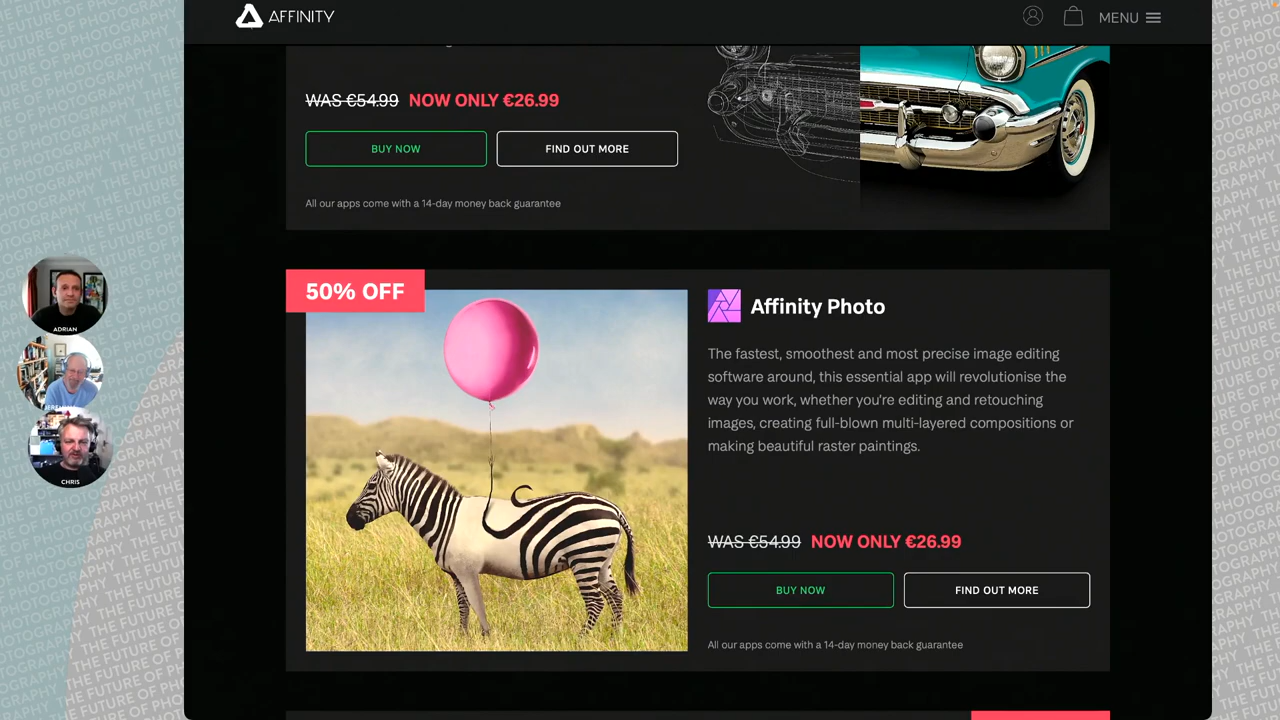 AFFINITY
MENU
WAS €54.99 NOW ONLY €26.99
BUY NOW
FIND OUT MORE
All our apps come with a 14-day money back guarantee
50% OFF
Affinity Photo
The fastest, smoothest and most precise image editing
software around, this essential app will revolutionise the
way you work, whether you're editing and retouching
images, creating full-blown multi-layered compositions or
making beautiful raster paintings.
WAS €54.99 NOW ONLY €26.99
BUY NOW
FIND OUT MORE
All our apps come with a 14-day money back guarantee
ADRIAN
CHRIS
THE FUTURE OF PHOTOGRAPHY